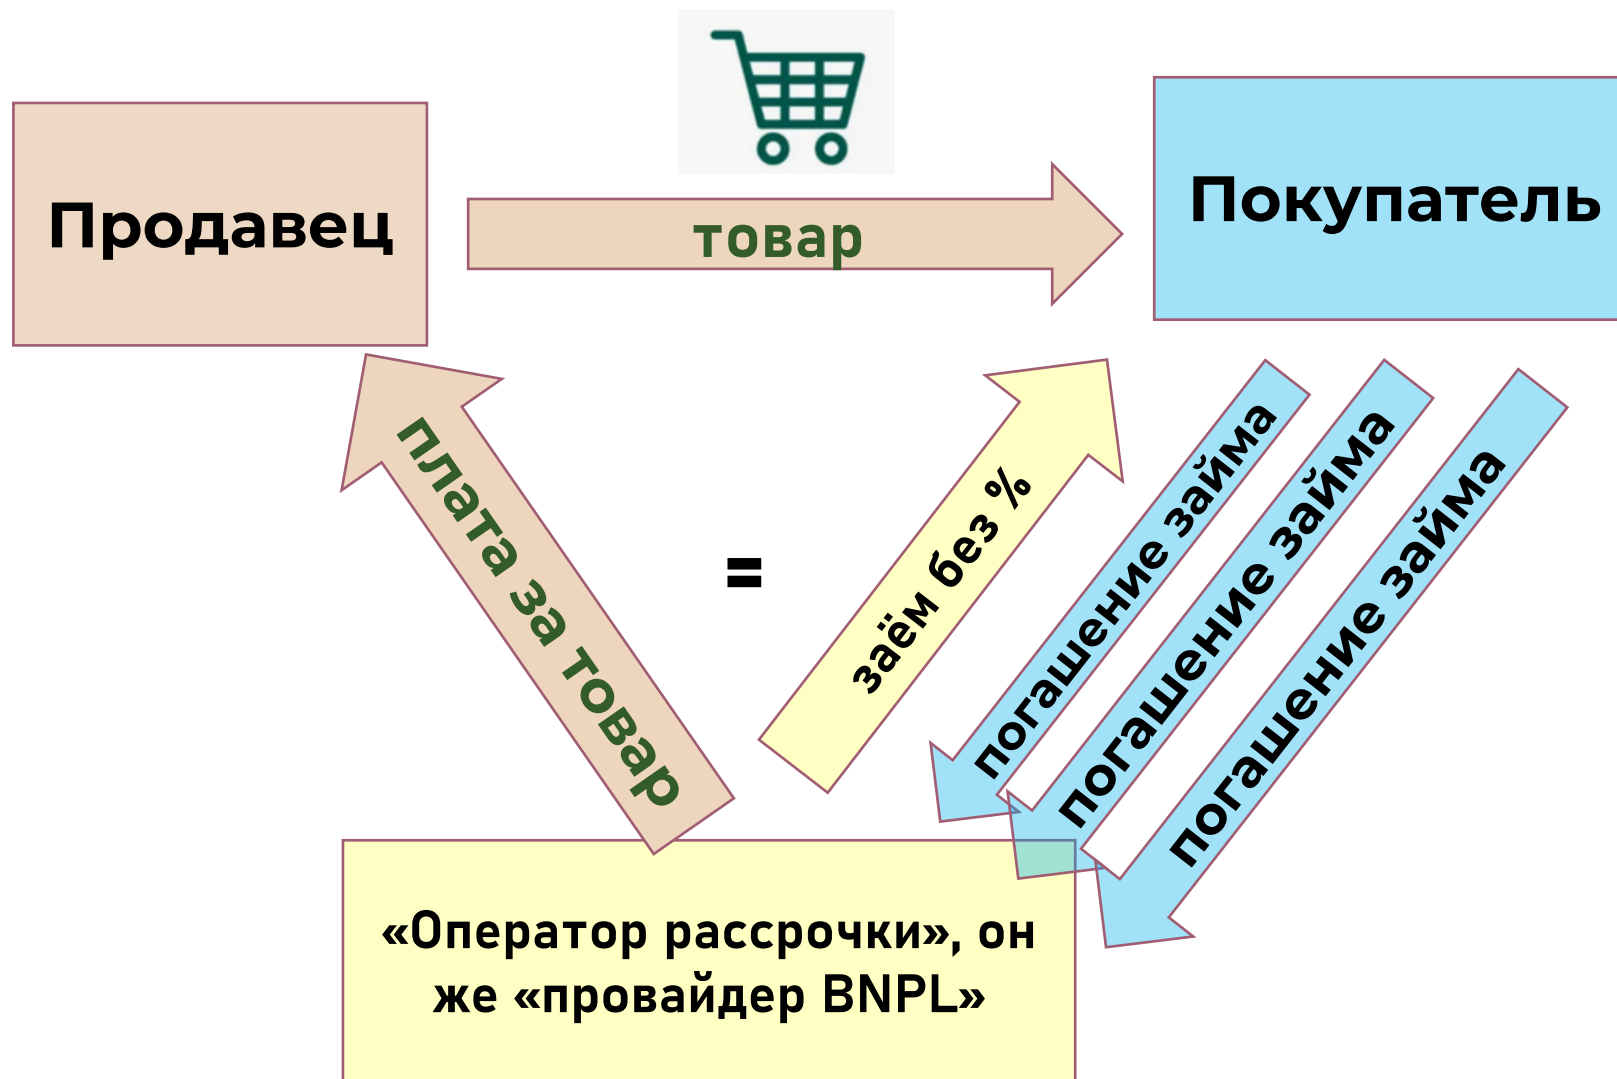 Продавец
товар
Покупатель
плата за товар
=
заём без %
погашение займа
погашение займа
погашение займа
«Оператор рассрочки», он
же «провайдер BNPL»